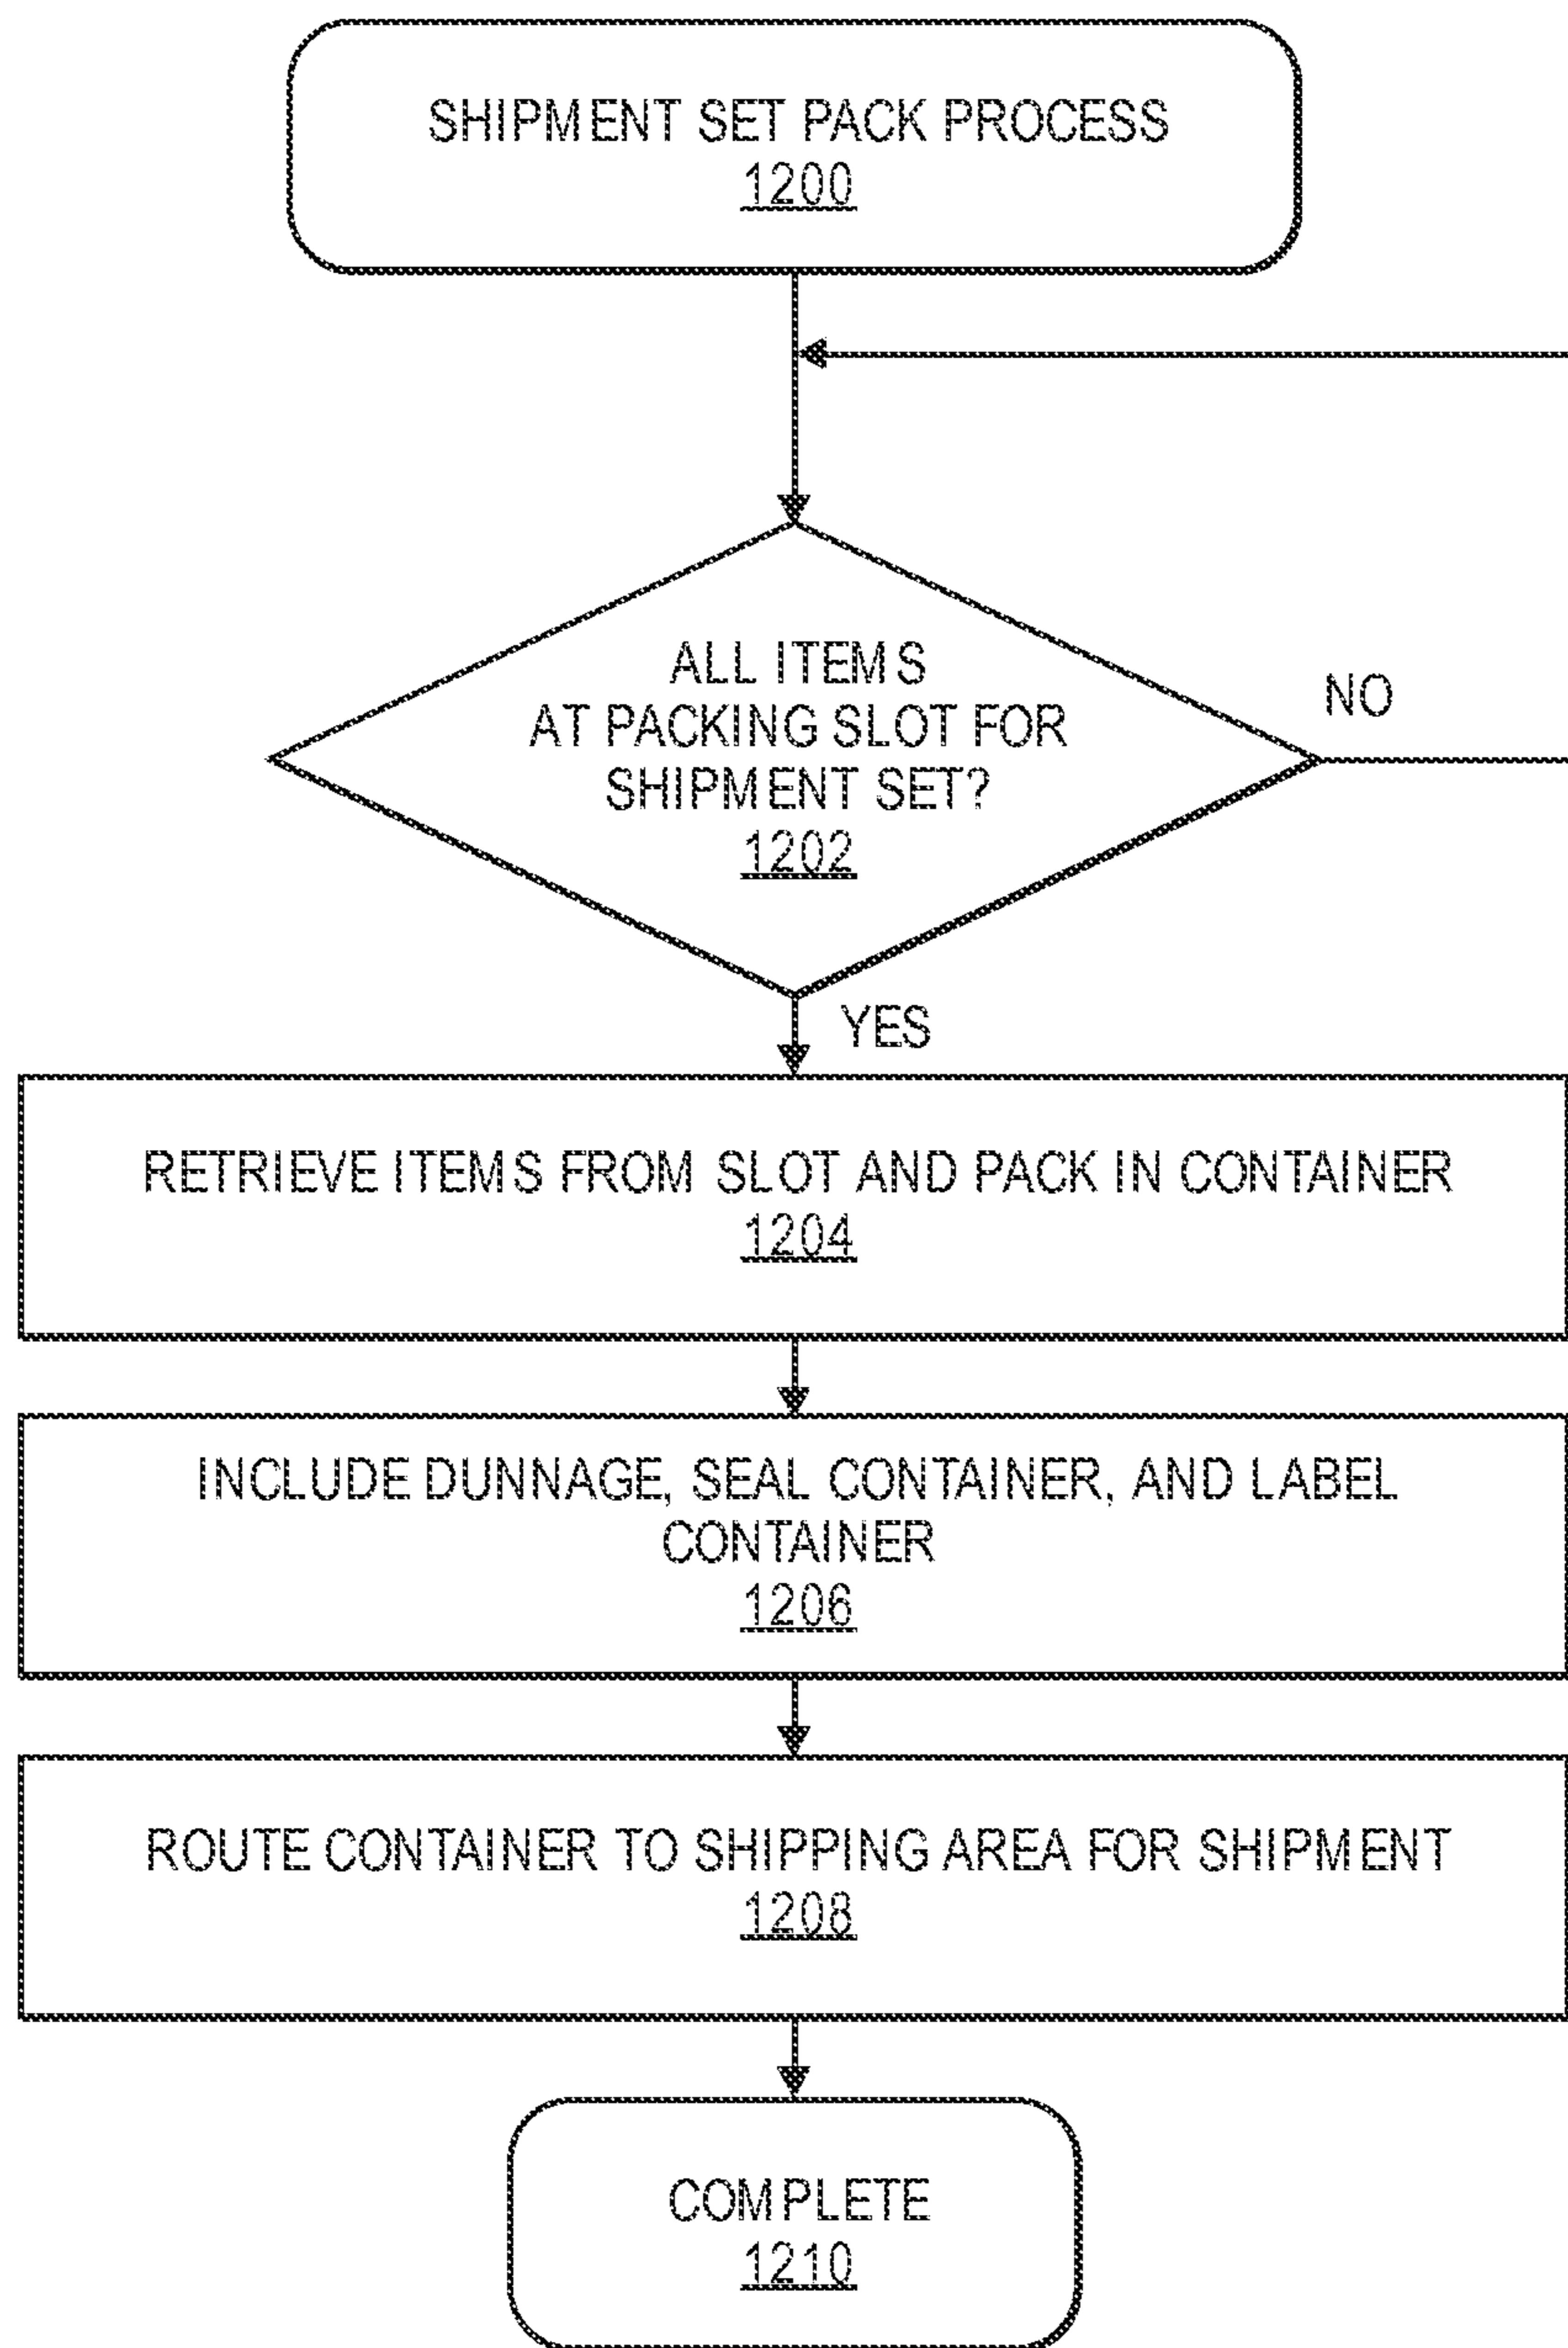 SHIPMENT SET PACK PROCESS
1200
ALL ITEMS
AT PACKING SLOT FOR
SHIPMENT SET?
1202
NO
YES
RETRIEVE ITEMS FROM SLOT AND PACK IN CONTAINER
1204
INCLUDE DUNNAGE, SEAL CONTAINER, AND LABEL
CONTAINER
1206
ROUTE CONTAINER TO SHIPPING AREA FOR SHIPMENT
1208
COMPLETE
1210